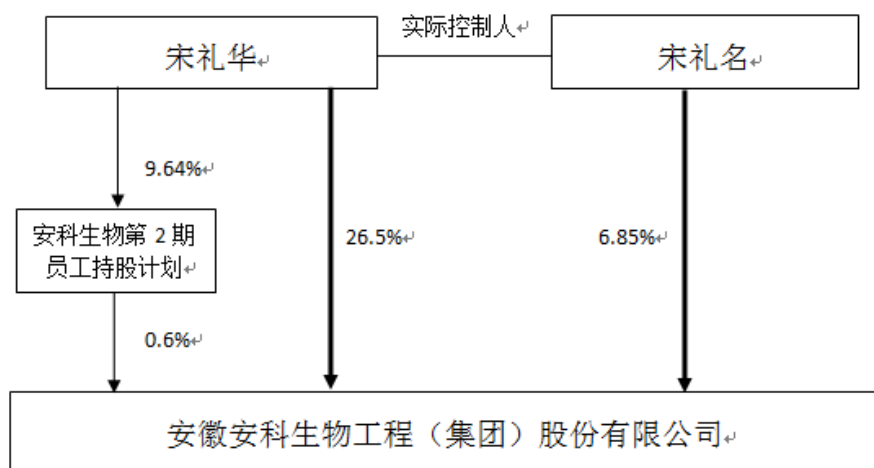 实际控制人
宋礼华
宋礼名
9.64%
安科生物第 2 期
员工持股计划
26.5%
6.85%
0.6%
安徽安科生物工程（集团）股份有限公司